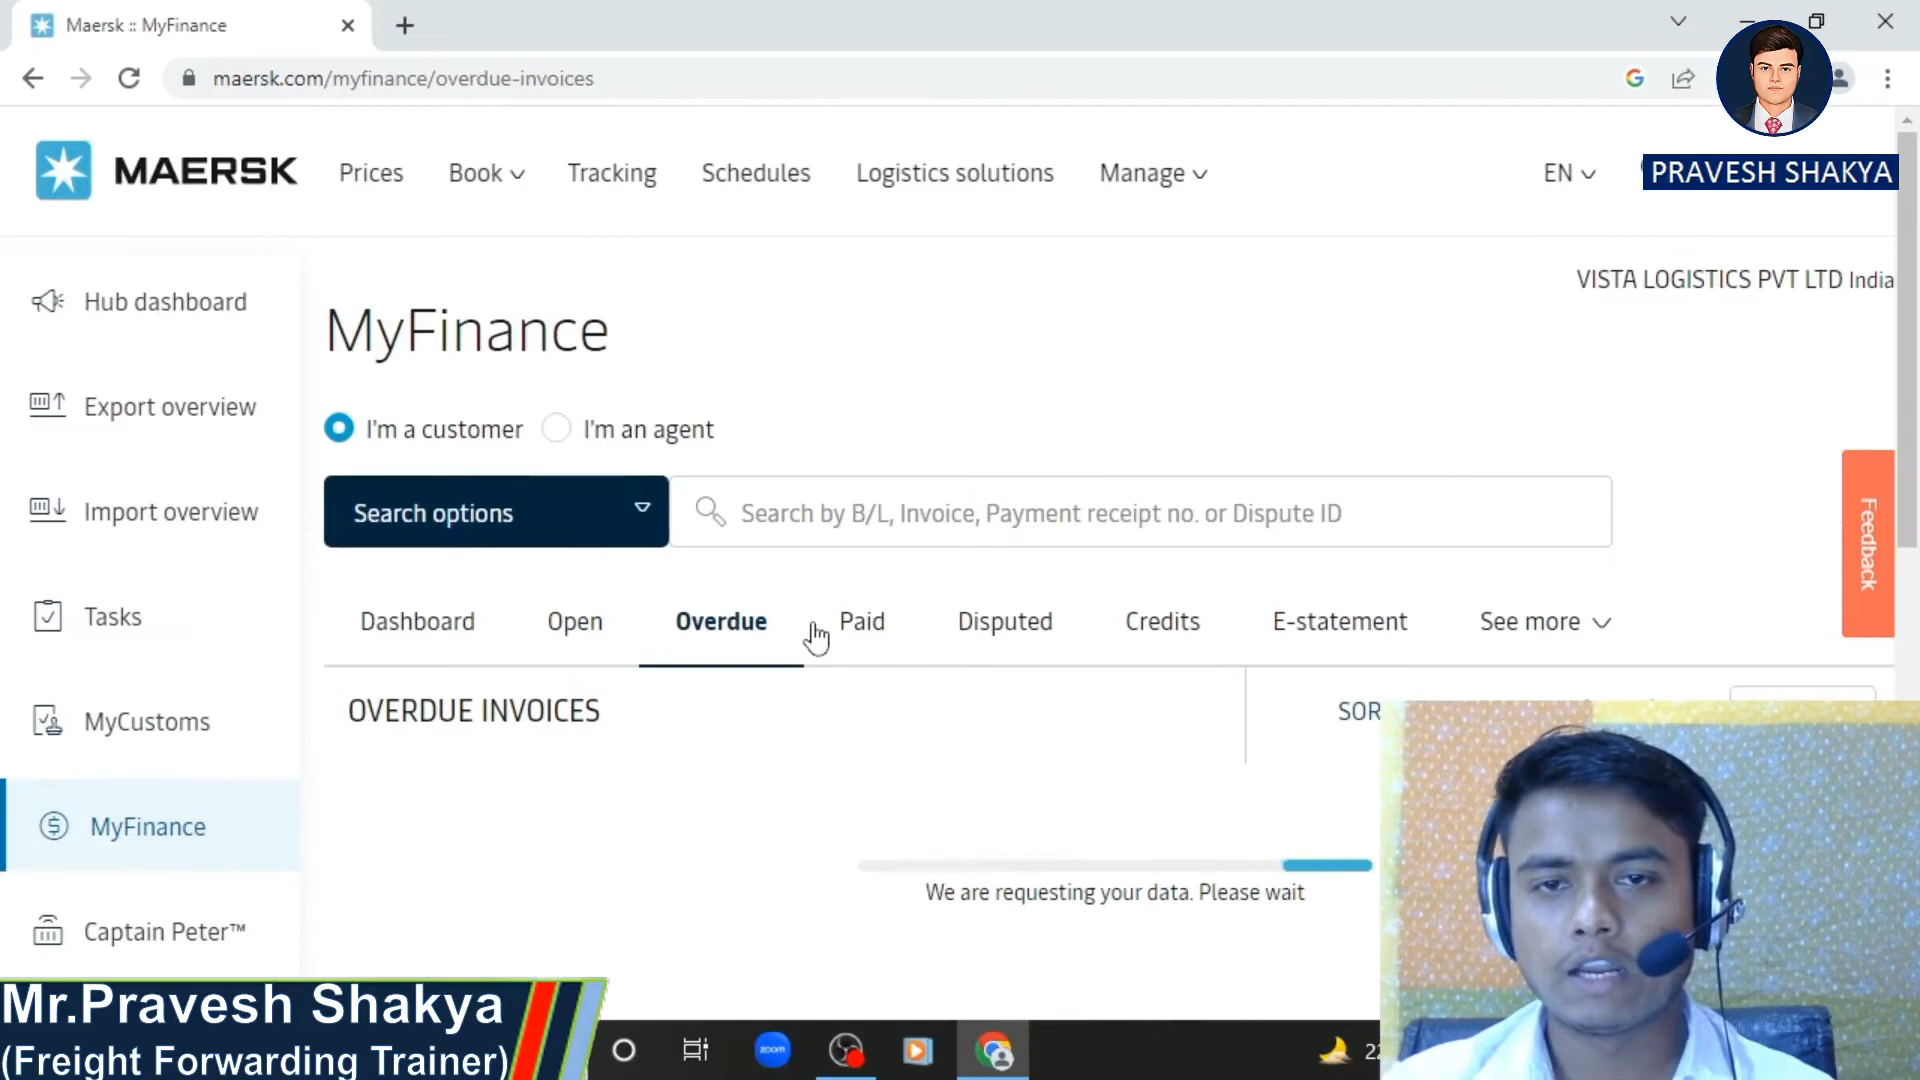 Maersk :: MyFinance
maersk.com/myfinance/overdue-invoices
MAERSK
Prices
Book
Tracking
Schedules
Logistics solutions
Manage
EN
PRAVESH SHAKYA
VISTA LOGISTICS PVT LTD India
Hub dashboard
Export overview
Import overview
Tasks
MyCustoms
MyFinance
Captain Peter™
MyFinance
I'm a customer
I'm an agent
Search options
Search by B/L, Invoice, Payment receipt no. or Dispute ID
Feedback
Dashboard
Open
Overdue
Paid
Disputed
Credits
E-statement
See more
OVERDUE INVOICES
SOR
We are requesting your data. Please wait
Mr.Pravesh Shakya
(Freight Forwarding Trainer)
zoom
22